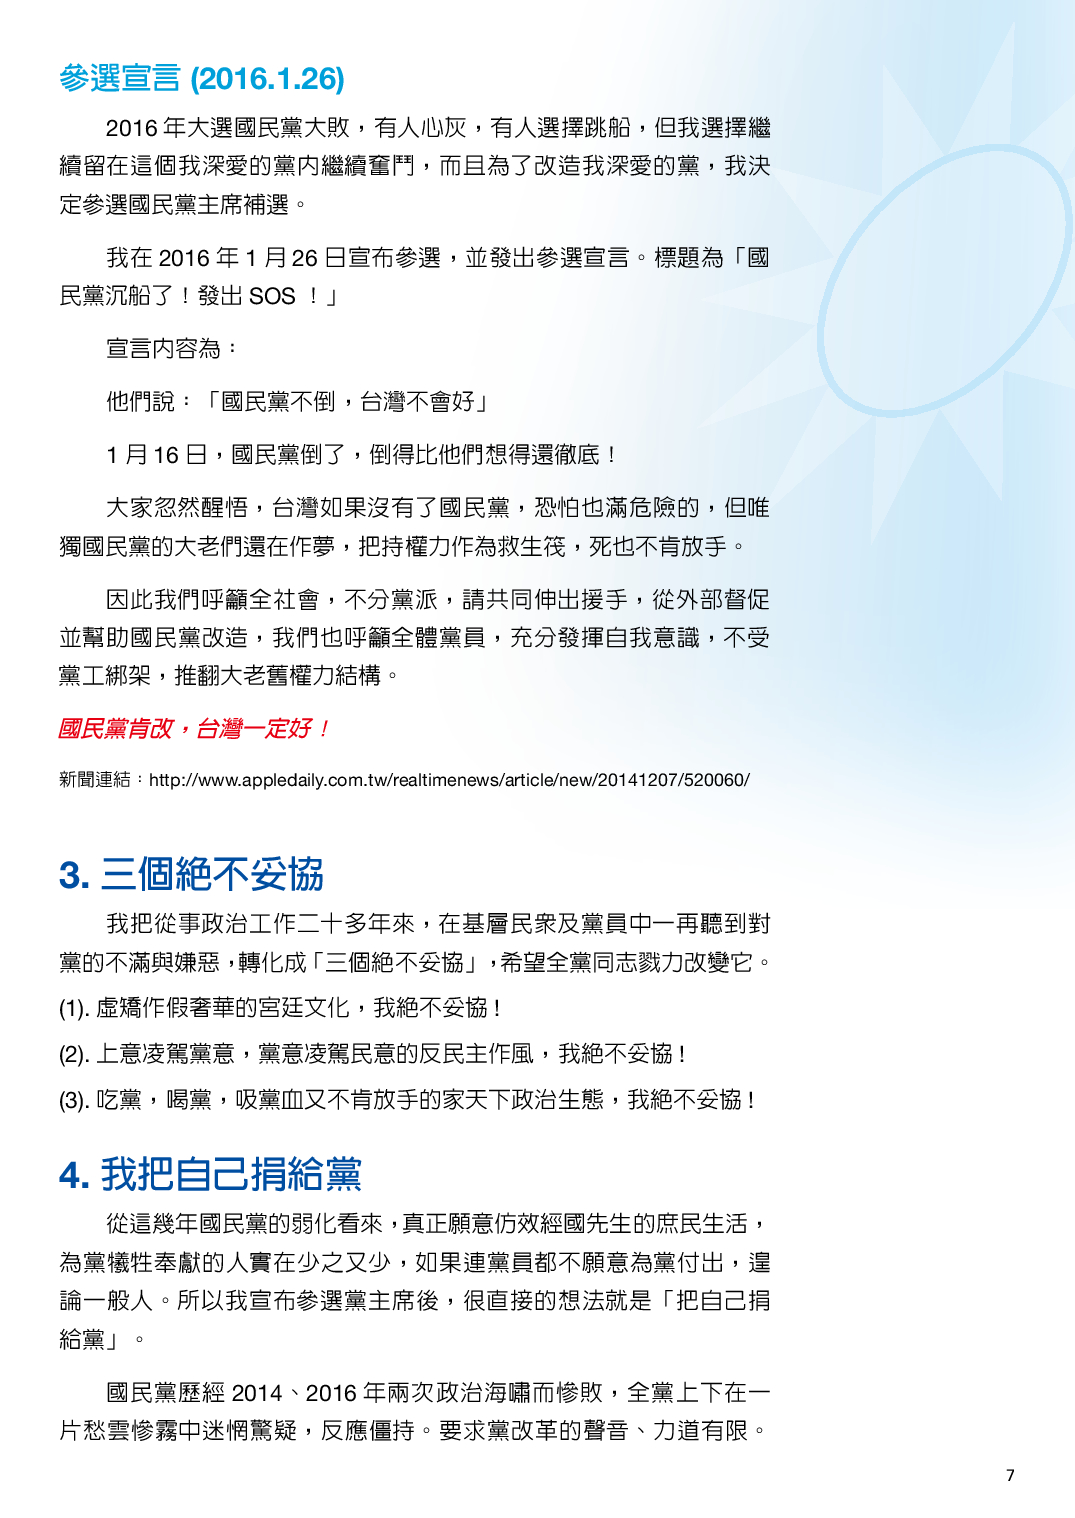 參選宣言 (2016.1.26)
2016 年大選國民黨大敗，有人心灰，有人選擇跳船，但我選擇繼
續留在這個我深愛的黨內繼續奮鬥，而且為了改造我深愛的黨，我決
定參選國民黨主席補選。
我在 2016 年 1 月 26 日宣布參選，並發出參選宣言。標題為「國
民黨沉船了！發出 SOS ！」
宣言內容為：
他們說：「國民黨不倒，台灣不會好」
1 月 16 日，國民黨倒了，倒得比他們想得還徹底！
大家忽然醒悟，台灣如果沒有了國民黨，恐怕也滿危險的，但唯
獨國民黨的大老們還在作夢，把持權力作為救生筏，死也不肯放手。
因此我們呼籲全社會，不分黨派，請共同伸出援手，從外部督促
並幫助國民黨改造，我們也呼籲全體黨員，充分發揮自我意識，不受
黨工綁架，推翻大老舊權力結構。
國民黨肯改，台灣一定好！
新聞連結：http://www.appledaily.com.tw/realtimenews/article/new/20141207/520060/
3. 三個絕不妥協
我把從事政治工作二十多年來，在基層民眾及黨員中一再聽到對
黨的不滿與嫌惡，轉化成「三個絕不妥協」，希望全黨同志戮力改變它。
(1). 虛矯作假奢華的宮廷文化，我絕不妥協！
(2). 上意凌駕黨意，黨意凌駕民意的反民主作風，我絕不妥協！
(3). 吃黨，喝黨，吸黨血又不肯放手的家天下政治生態，我絕不妥協！
4. 我把自己捐給黨
從這幾年國民黨的弱化看來，真正願意仿效經國先生的庶民生活，
為黨犧牲奉獻的人實在少之又少，如果連黨員都不願意為黨付出，遑
論一般人。所以我宣布參選黨主席後，很直接的想法就是「把自己捐
給黨」。
國民黨歷經 2014、2016 年兩次政治海嘯而慘敗，全黨上下在一
片愁雲慘霧中迷惘驚疑，反應僵持。要求黨改革的聲音、力道有限。
7